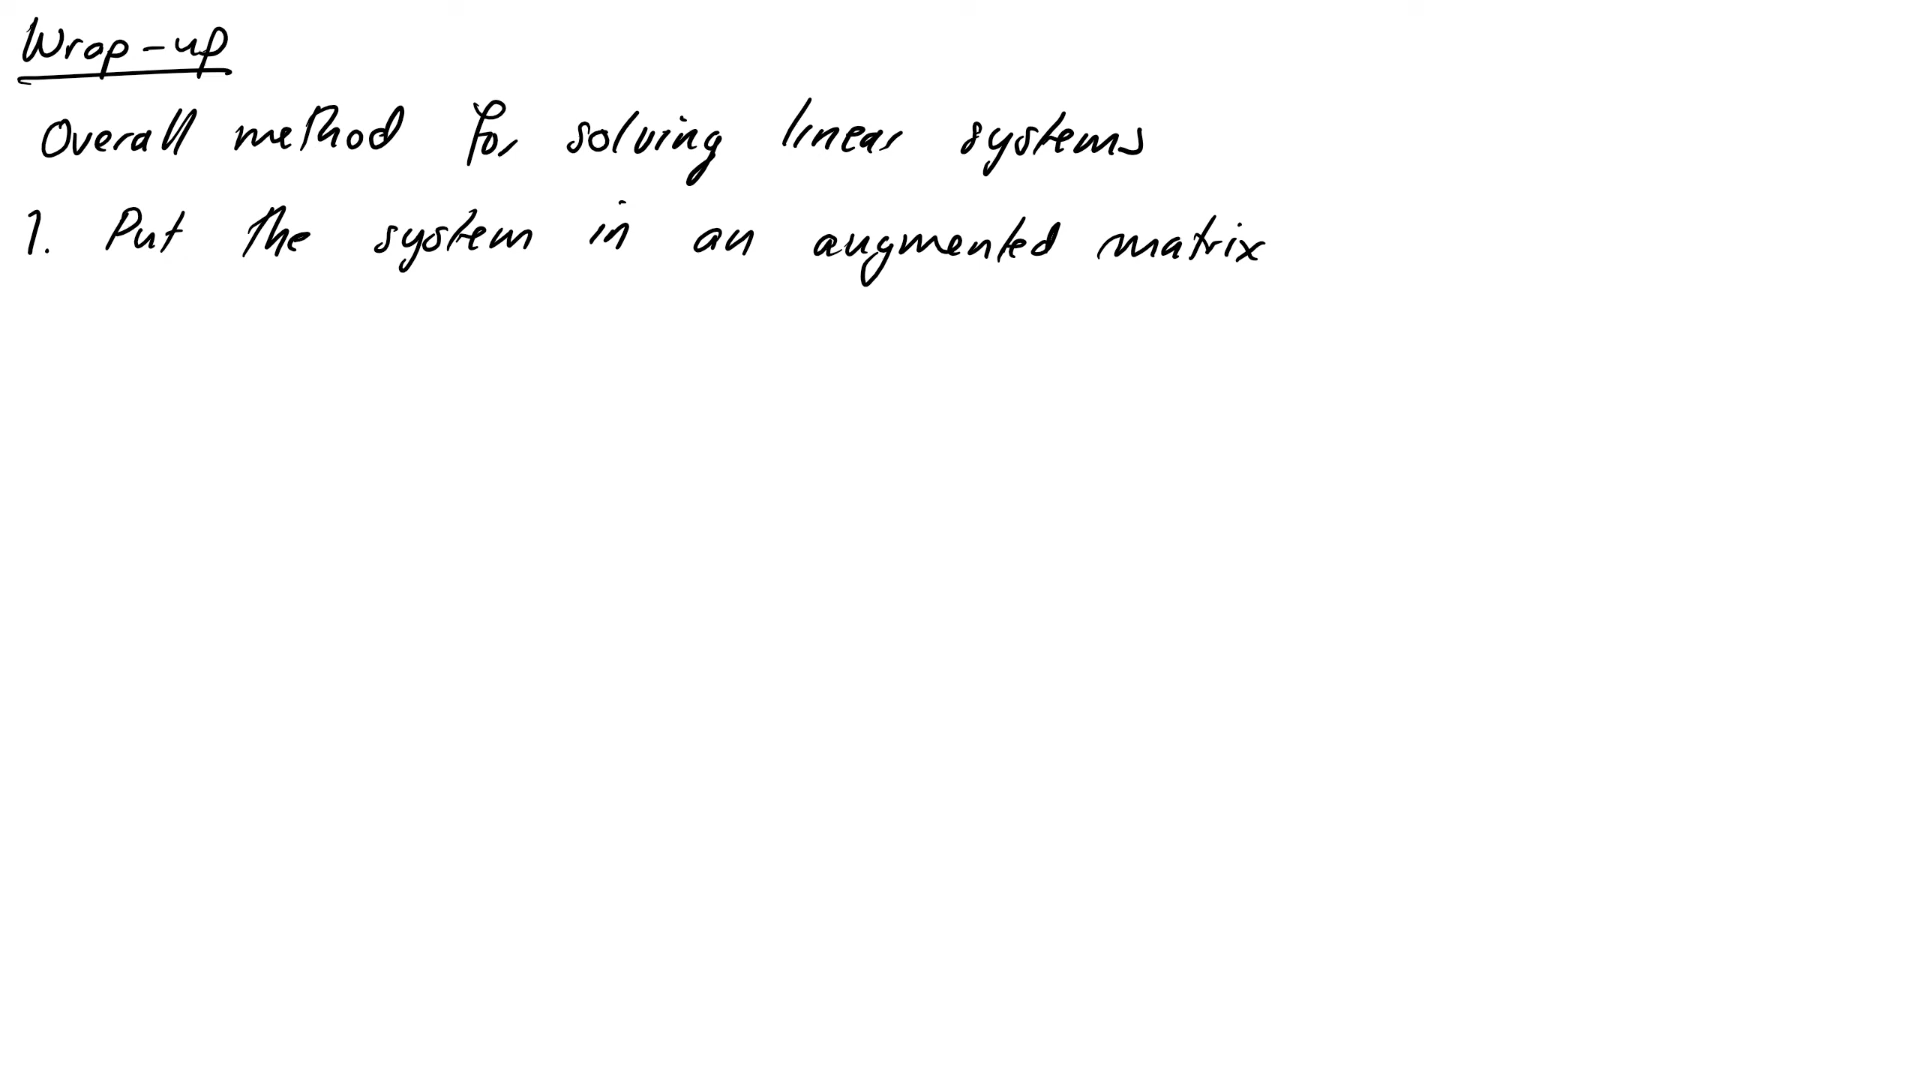 Wrap-up
Overall method for solving linear systems
1. Put the system in an augmented matrix